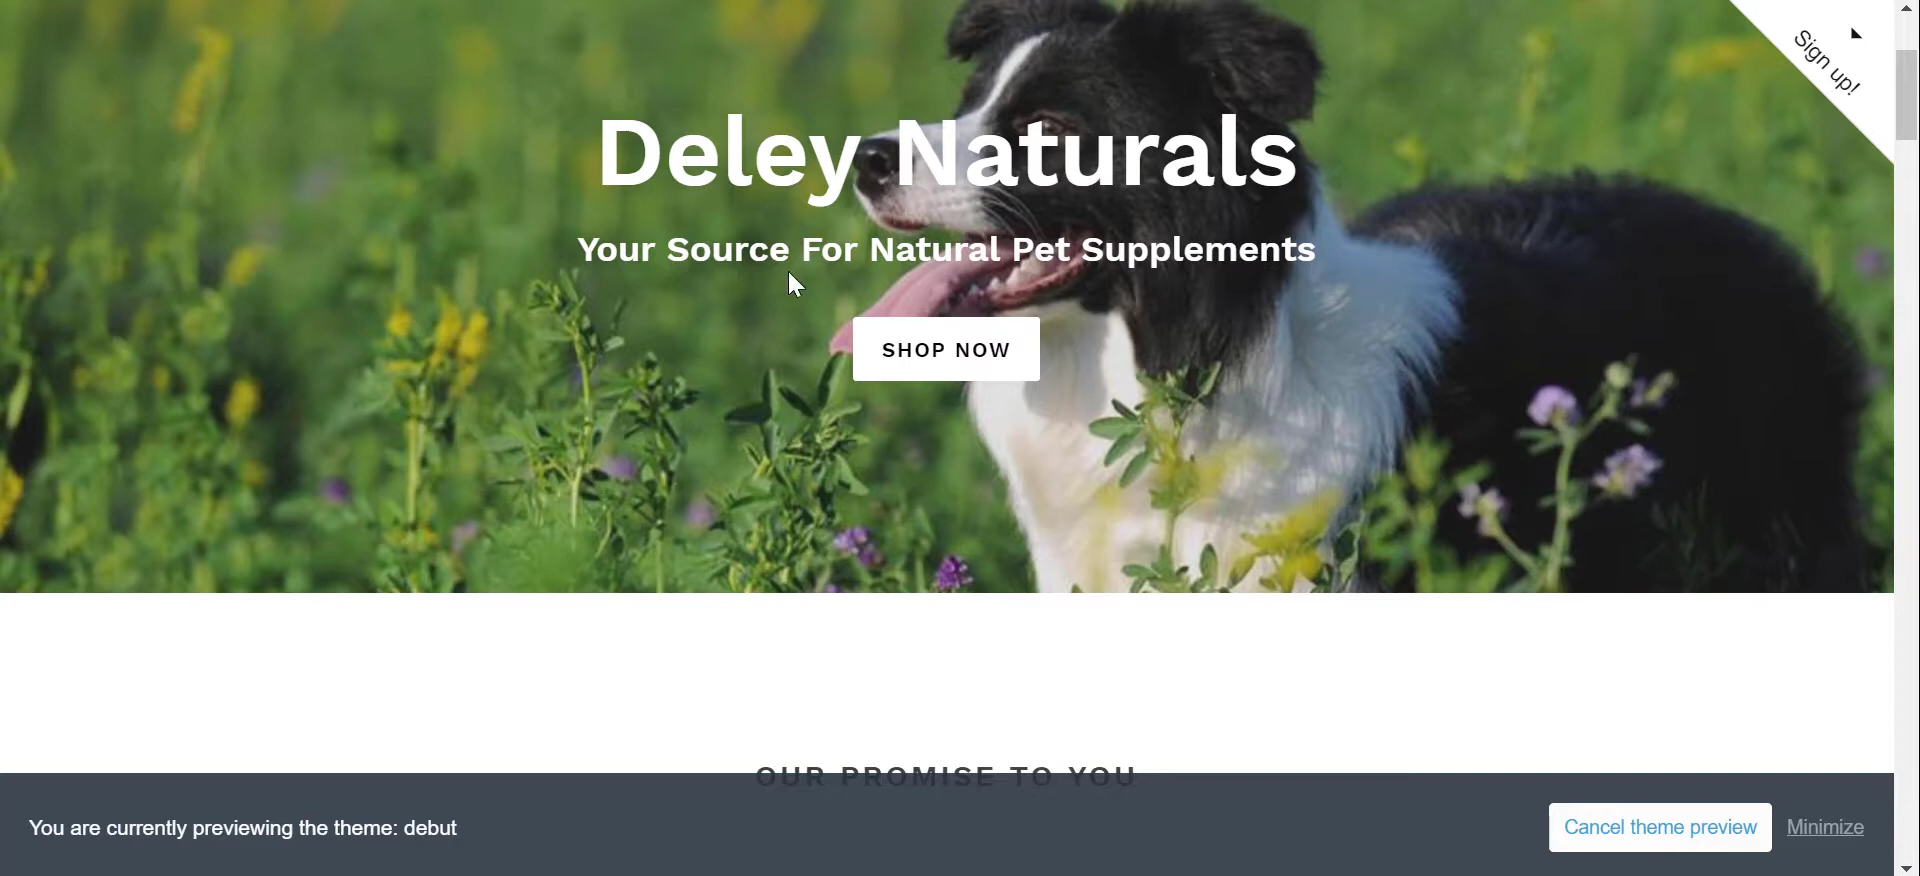 Sign up!
Deley Naturals
Your Source For Natural Pet Supplements
SHOP NOW
OUR PROMISE TO YOU
You are currently previewing the theme: debut
Cancel theme preview
Minimize